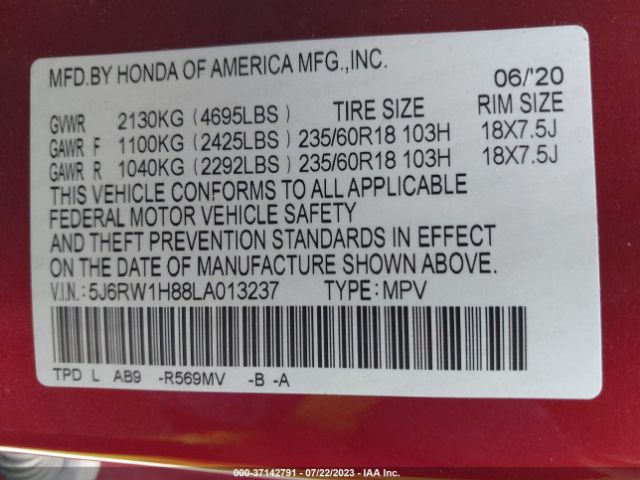 MFD.BY HONDA OF AMERICA MFG.,INC.
06/'20
GVWR 2130KG (4695LBS) TIRE SIZE RIM SIZE
GAWR F 1100KG (2425LBS) 235/60R18 103H 18X7.5J
GAWR R 1040KG (2292LBS) 235/60R18 103H 18X7.5J
THIS VEHICLE CONFORMS TO ALL APPLICABLE
FEDERAL MOTOR VEHICLE SAFETY
AND THEFT PREVENTION STANDARDS IN EFFECT
ON THE DATE OF MANUFACTURE SHOWN ABOVE.
V.I.N.:5J6RW1H88LA013237 TYPE:MPV
TPD L AB9 -R569MV -B -A
000 - 37142791 - 07/22/2023 - IAA Inc.